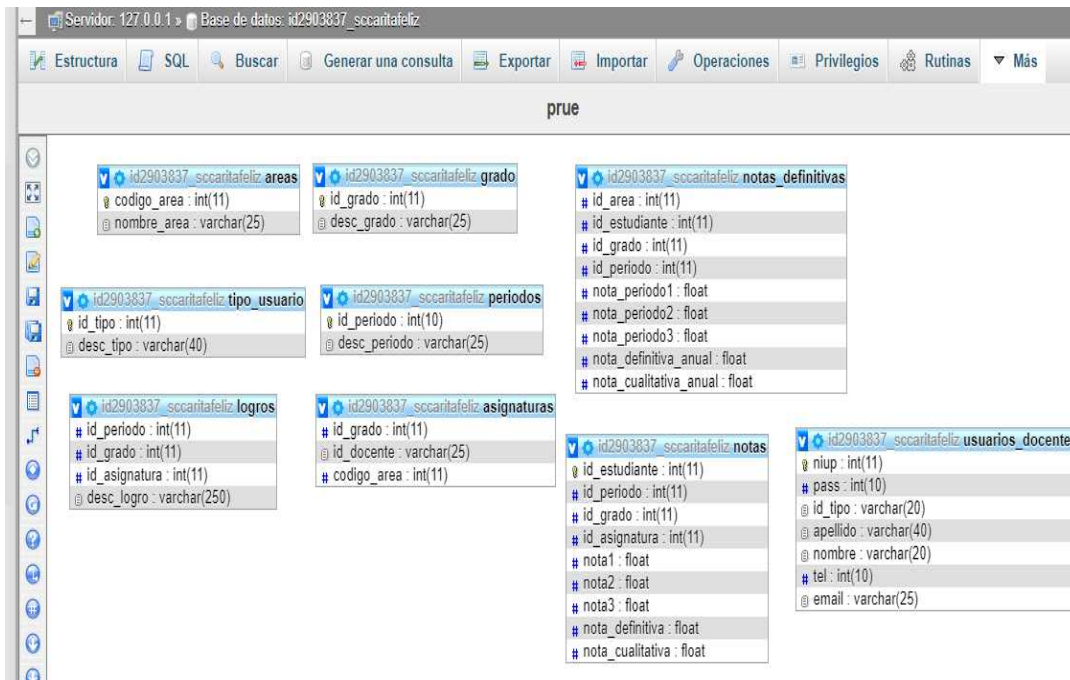 Servidor: 127.0.0.1 » Base de datos: id2903837_sccaritafeliz
Estructura SQL Buscar Generar una consulta Exportar Importar Operaciones Privilegios Rutinas Más
prue
id2903837_sccaritafeliz areas
codigo_area : int(11)
nombre_area : varchar(25)
id2903837_sccaritafeliz grado
id_grado : int(11)
desc_grado : varchar(25)
id2903837_sccaritafeliz notas_definitivas
# id_area : int(11)
# id_estudiante : int(11)
# id_grado : int(11)
# id_periodo : int(11)
# nota_periodo1 : float
# nota_periodo2 : float
# nota_periodo3 : float
# nota_definitiva_anual : float
# nota_cualitativa_anual : float
id2903837_sccaritafeliz tipo_usuario
id_tipo : int(11)
desc_tipo : varchar(40)
id2903837_sccaritafeliz periodos
id_periodo : int(10)
desc_periodo : varchar(25)
id2903837_sccaritafeliz logros
# id_periodo : int(11)
# id_grado : int(11)
# id_asignatura : int(11)
desc_logro : varchar(250)
id2903837_sccaritafeliz asignaturas
# id_grado : int(11)
id_docente : varchar(25)
# codigo_area : int(11)
id2903837_sccaritafeliz notas
id_estudiante : int(11)
# id_periodo : int(11)
# id_grado : int(11)
# id_asignatura : int(11)
# nota1 : float
# nota2 : float
# nota3 : float
# nota_definitiva : float
# nota_cualitativa : float
id2903837_sccaritafeliz usuarios_docente
niup : int(11)
# pass : int(10)
id_tipo : varchar(20)
apellido : varchar(40)
nombre : varchar(20)
# tel : int(10)
email : varchar(25)